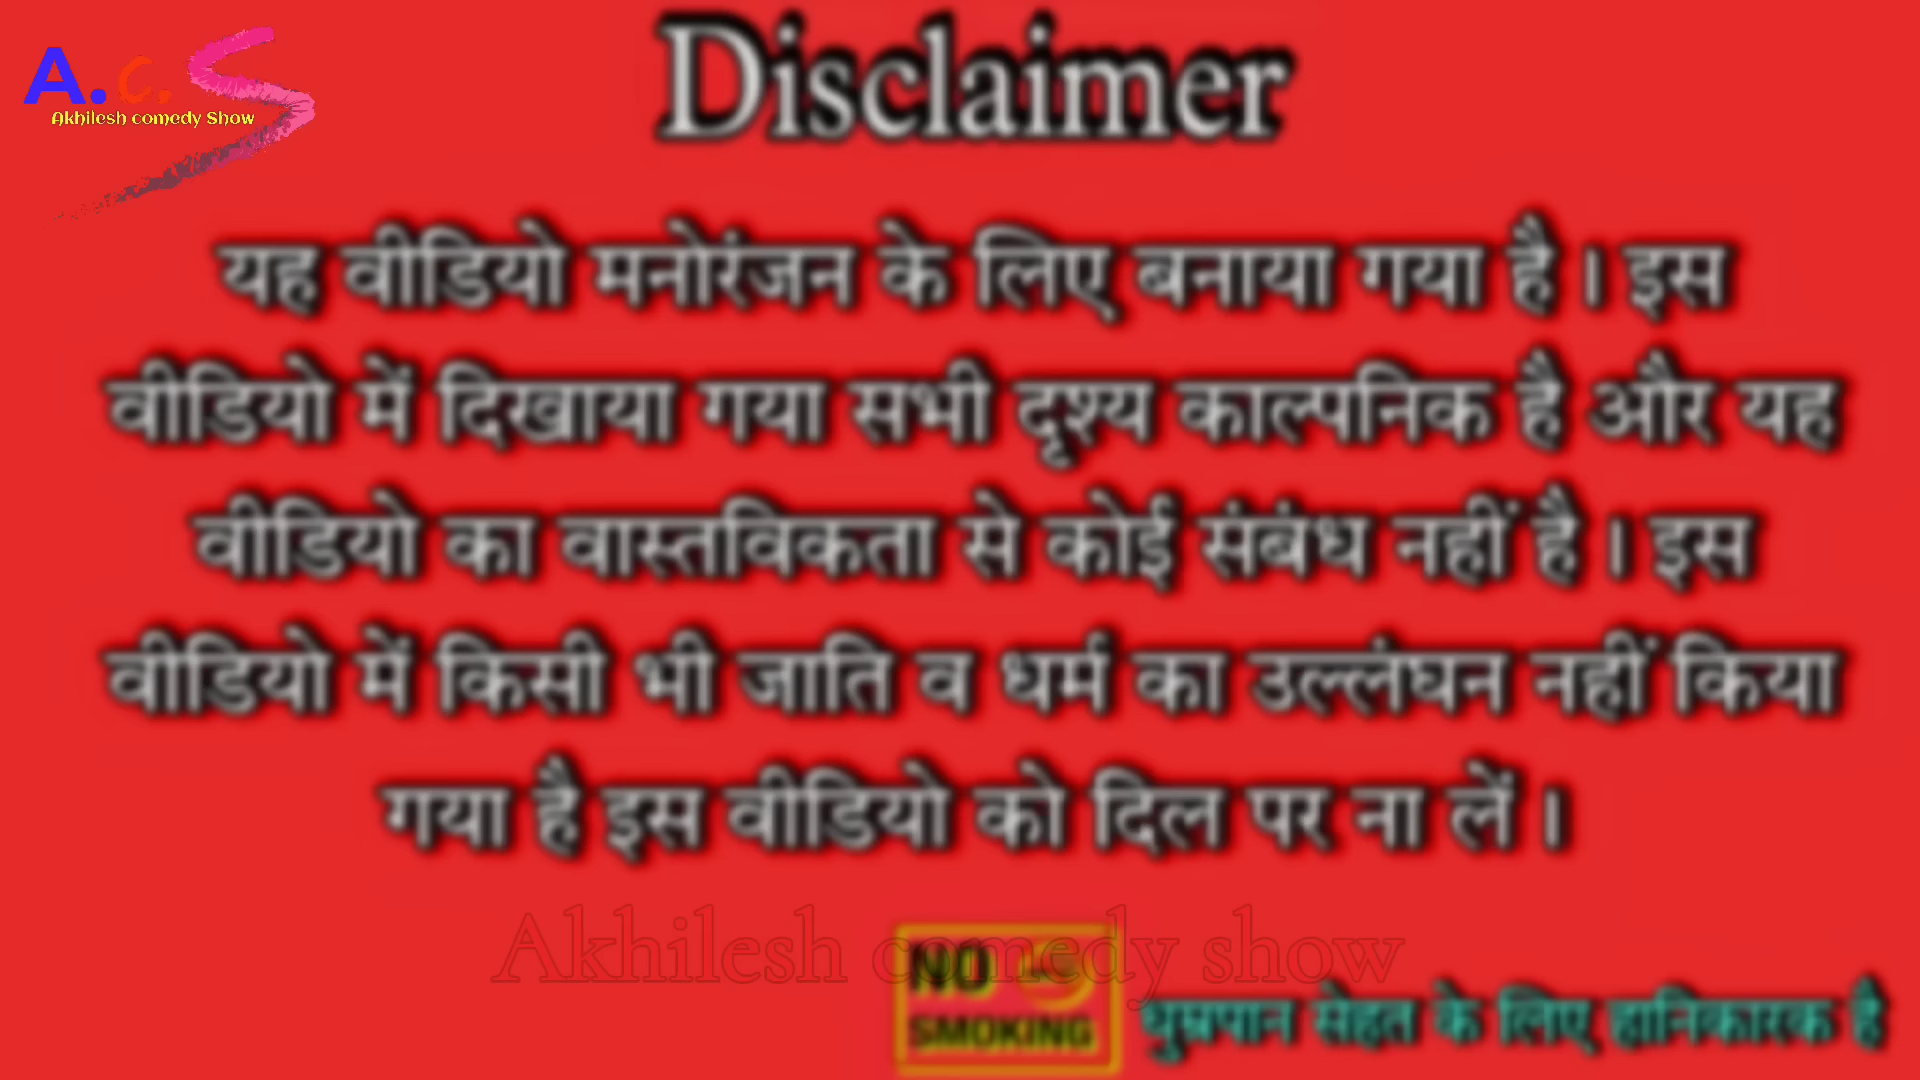 Disclaimer
A.C.S
Akhilesh comedy Show
यह वीडियो मनोरंजन के लिए बनाया गया है । इस
वीडियो में दिखाया गया सभी दृश्य काल्पनिक है और यह
वीडियो का वास्तविकता से कोई संबंध नहीं है । इस
वीडियो में किसी भी जाति व धर्म का उल्लंघन नहीं किया
गया है इस वीडियो को दिल पर ना लें ।
Akhilesh comedy show
NO
SMOKING
धुम्रपान सेहत के लिए हानिकारक है